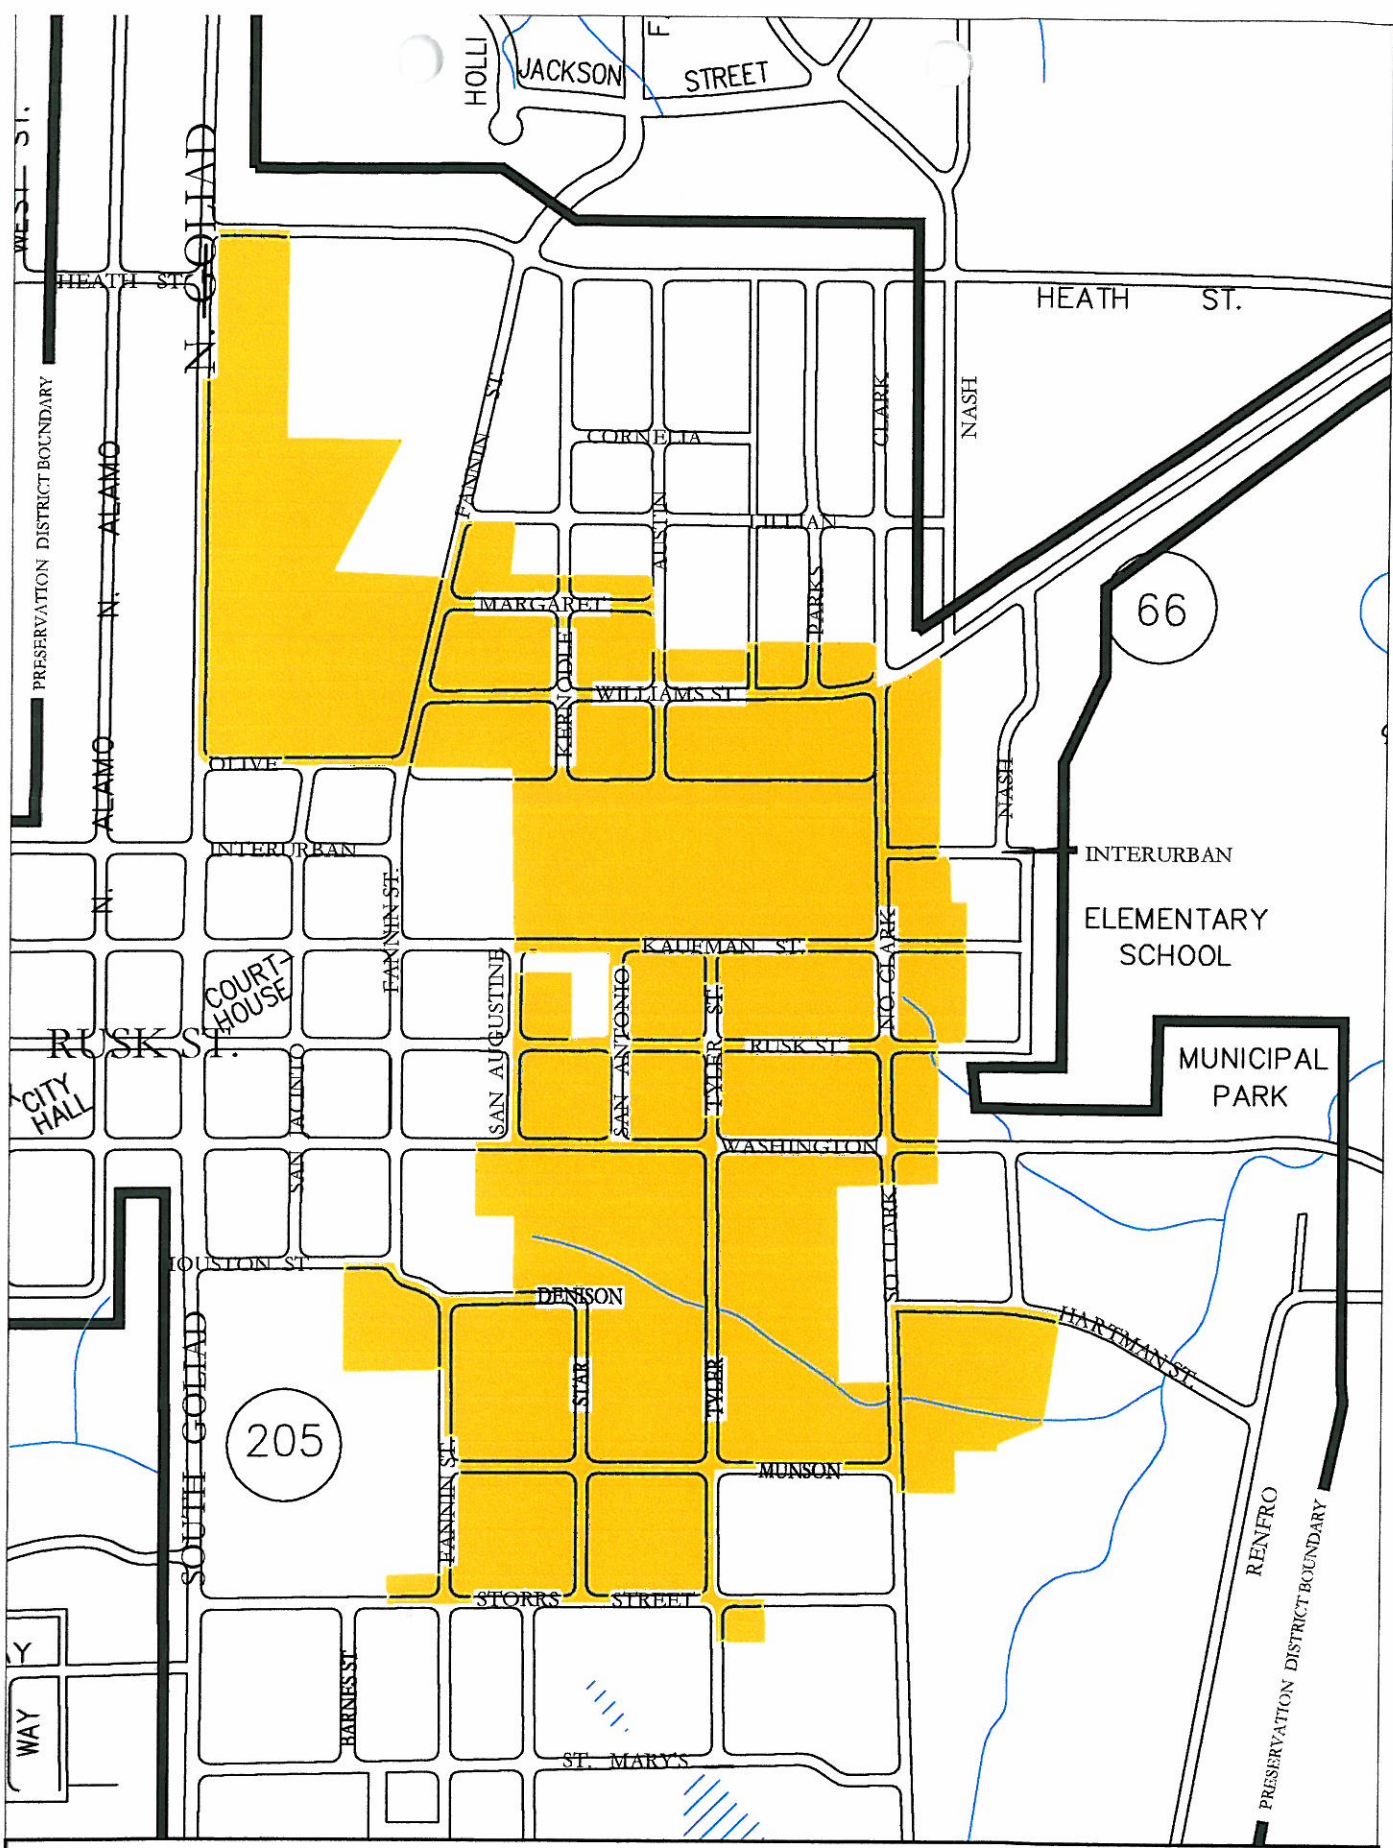 HOLLI
JACKSON STREET
F
WEST ST.
N. GOLIAD
HEATH ST.
HEATH ST.
PRESERVATION DISTRICT BOUNDARY
N. ALAMO
FANNIN ST.
CORNELIA
CLARK
NASH
AUSTIN
LILLIAN
PARKS
MARGARET
66
KERNODLE
WILLIAMS ST
N. ALAMO
OLIVE
NASH
INTERURBAN
INTERURBAN
FANNIN ST.
ELEMENTARY
SCHOOL
KAUFMAN ST.
NO. CLARK
COURT-
HOUSE
SAN AUGUSTINE
SAN ANTONIO
TYLER ST.
RUSK ST.
RUSK ST.
MUNICIPAL
PARK
CITY
HALL
SAN JACINTO
WASHINGTON
SO CLARK
HOUSTON ST.
DENISON
HARTMAN ST.
SOUTH GOLIAD
STAR
TYLER
205
FANNIN ST.
MUNSON
RENFRO
PRESERVATION DISTRICT BOUNDARY
STORRS STREET
AY
WAY
BARNES ST.
ST. MARY'S